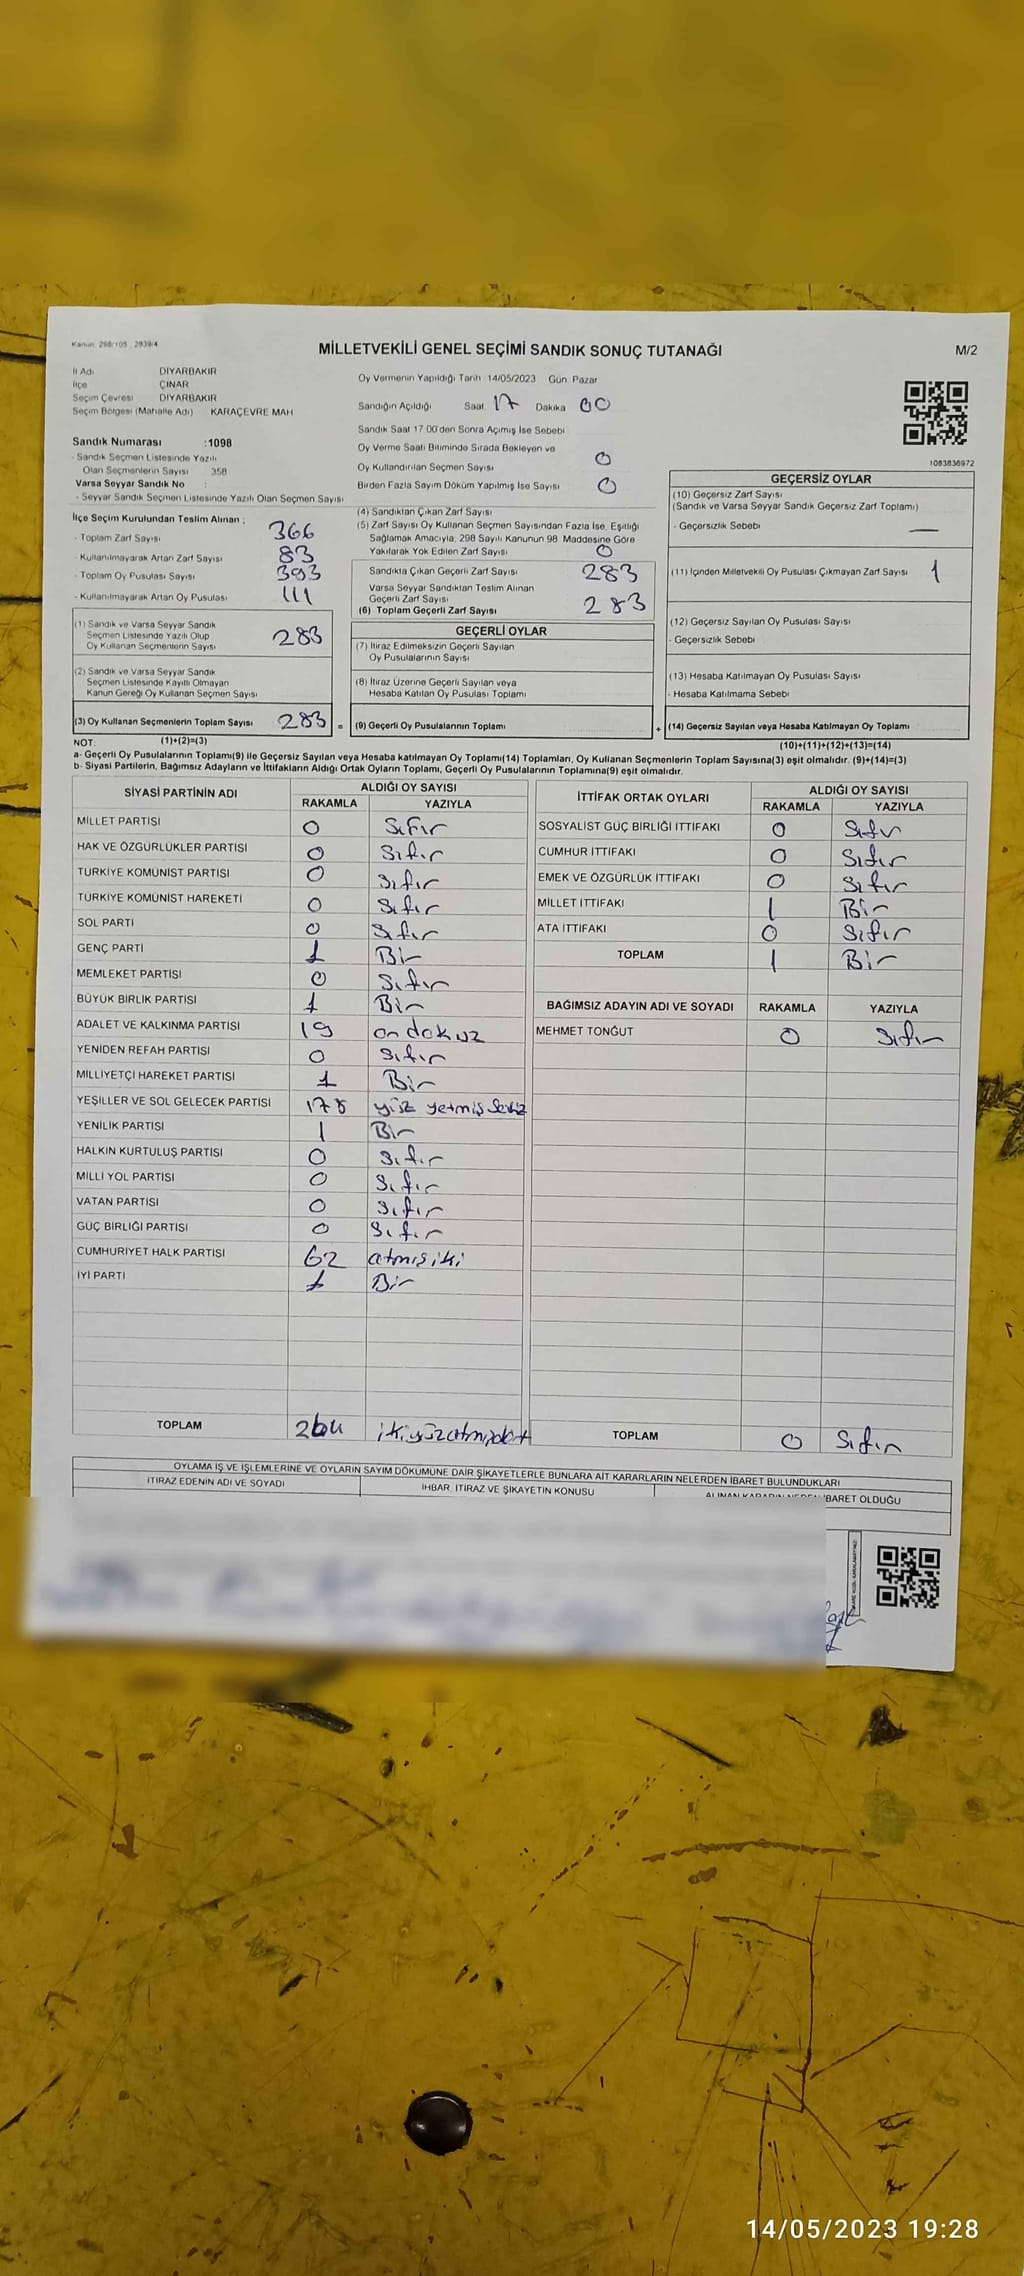 Kanun: 298/105 , 2839/4
MİLLETVEKİLİ GENEL SEÇİMİ SANDIK SONUÇ TUTANAĞI
M/2
İl Adı DİYARBAKIR
İlçe ÇINAR
Seçim Çevresi DİYARBAKIR
Seçim Bölgesi (Mahalle Adı) KARAÇEVRE MAH
Sandık Numarası :1098
- Sandık Seçmen Listesinde Yazılı
Olan Seçmenlerin Sayısı 358
Varsa Seyyar Sandık No :
- Seyyar Sandık Seçmen Listesinde Yazılı Olan Seçmen Sayısı
Oy Vermenin Yapıldığı Tarih 14/05/2023 Gün: Pazar
Sandığın Açıldığı Saat 17 Dakika 00
Sandık Saat 17.00'den Sonra Açımış İse Sebebi
Oy Verme Saati Bitiminde Sırada Bekleyen ve
Oy Kullandırılan Seçmen Sayısı 0
Birden Fazla Sayım Döküm Yapılmış İse Sayısı 0
1083836972
İlçe Seçim Kurulundan Teslim Alınan ;
- Toplam Zarf Sayısı 366
- Kullanılmayarak Artan Zarf Sayısı 83
- Toplam Oy Pusulası Sayısı 393
- Kullanılmayarak Artan Oy Pusulası 111
(1) Sandık ve Varsa Seyyar Sandık
Seçmen Listesinde Yazılı Olup
Oy Kullanan Seçmenlerin Sayısı 283
(2) Sandık ve Varsa Seyyar Sandık
Seçmen Listesinde Kayıtlı Olmayan
Kanun Gereği Oy Kullanan Seçmen Sayısı
(3) Oy Kullanan Seçmenlerin Toplam Sayısı 283 =
(1)+(2)=(3)
(4) Sandıktan Çıkan Zarf Sayısı
(5) Zarf Sayısı Oy Kullanan Seçmen Sayısından Fazla İse, Eşitliği
Sağlamak Amacıyla, 298 Sayılı Kanunun 98. Maddesine Göre
Yakılarak Yok Edilen Zarf Sayısı 0
Sandıkta Çıkan Geçerli Zarf Sayısı 283
Varsa Seyyar Sandıktan Teslim Alınan
Geçerli Zarf Sayısı
(6) Toplam Geçerli Zarf Sayısı 283
GEÇERLİ OYLAR
(7) İtiraz Edilmeksizin Geçerli Sayılan
Oy Pusulalarının Sayısı
(8) İtiraz Üzerine Geçerli Sayılan veya
Hesaba Katılan Oy Pusulası Toplamı
(9) Geçerli Oy Pusulalarının Toplamı +
GEÇERSİZ OYLAR
(10) Geçersiz Zarf Sayısı
(Sandık ve Varsa Seyyar Sandık Geçersiz Zarf Toplamı)
- Geçersizlik Sebebi —
(11) İçinden Milletvekili Oy Pusulası Çıkmayan Zarf Sayısı 1
(12) Geçersiz Sayılan Oy Pusulası Sayısı
- Geçersizlik Sebebi
(13) Hesaba Katılmayan Oy Pusulası Sayısı
- Hesaba Katılmama Sebebi
(14) Geçersiz Sayılan veya Hesaba Katılmayan Oy Toplamı
(10)+(11)+(12)+(13)=(14)
NOT:
a- Geçerli Oy Pusulalarının Toplamı(9) ile Geçersiz Sayılan veya Hesaba katılmayan Oy Toplamı(14) Toplamları, Oy Kullanan Seçmenlerin Toplam Sayısına(3) eşit olmalıdır. (9)+(14)=(3)
b- Siyasi Partilerin, Bağımsız Adayların ve İttifakların Aldığı Ortak Oyların Toplamı, Geçerli Oy Pusulalarının Toplamına(9) eşit olmalıdır.
SİYASİ PARTİNİN ADI ALDIĞI OY SAYISI
RAKAMLA YAZIYLA
MİLLET PARTİSİ 0 Sıfır
HAK VE ÖZGÜRLÜKLER PARTİSİ 0 Sıfır
TÜRKİYE KOMÜNİST PARTİSİ 0 Sıfır
TÜRKİYE KOMÜNİST HAREKETİ 0 Sıfır
SOL PARTİ 0 Sıfır
GENÇ PARTİ 1 Bir
MEMLEKET PARTİSİ 0 Sıfır
BÜYÜK BİRLİK PARTİSİ 1 Bir
ADALET VE KALKINMA PARTİSİ 19 on dokuz
YENİDEN REFAH PARTİSİ 0 Sıfır
MİLLİYETÇİ HAREKET PARTİSİ 1 Bir
YEŞİLLER VE SOL GELECEK PARTİSİ 178 yüz yetmiş Sekiz
YENİLİK PARTİSİ 1 Bir
HALKIN KURTULUŞ PARTİSİ 0 Sıfır
MİLLİ YOL PARTİSİ 0 Sıfır
VATAN PARTİSİ 0 Sıfır
GÜÇ BİRLİĞİ PARTİSİ 0 Sıfır
CUMHURİYET HALK PARTİSİ 62 atmış iki
İYİ PARTİ 1 Bir
TOPLAM 264 ikiyüzatmışdört
İTTİFAK ORTAK OYLARI ALDIĞI OY SAYISI
RAKAMLA YAZIYLA
SOSYALİST GÜÇ BİRLİĞİ İTTİFAKI 0 Sıfır
CUMHUR İTTİFAKI 0 Sıfır
EMEK VE ÖZGÜRLÜK İTTİFAKI 0 Sıfır
MİLLET İTTİFAKI 1 Bir
ATA İTTİFAKI 0 Sıfır
TOPLAM 1 Bir
BAĞIMSIZ ADAYIN ADI VE SOYADI RAKAMLA YAZIYLA
MEHMET TONĞUT 0 Sıfır
TOPLAM 0 Sıfır
OYLAMA İŞ VE İŞLEMLERİNE VE OYLARIN SAYIM DÖKÜMÜNE DAİR ŞİKAYETLERLE BUNLARA AİT KARARLARIN NELERDEN İBARET BULUNDUKLARI
İTİRAZ EDENİN ADI VE SOYADI İHBAR, İTİRAZ VE ŞİKAYETİN KONUSU ALINAN KARARIN NEDEN İBARET OLDUĞU
14/05/2023 19:28